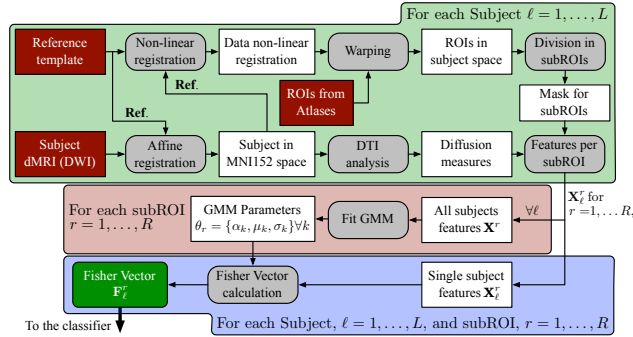 For each Subject ℓ = 1, . . . , L
Reference
template
Non-linear
registration
Data non-linear
registration
Warping
ROIs in
subject space
Division in
subROIs
Ref.
ROIs from
Atlases
Mask for
subROIs
Ref.
Subject
dMRI (DWI)
Affine
registration
Subject in
MNI152 space
DTI
analysis
Diffusion
measures
Features per
subROI
For each subROI
r = 1, . . . , R
GMM Parameters
θ_r = {α_k, μ_k, σ_k}∀k
Fit GMM
All subjects
features X^r
∀ℓ
X_ℓ^r for
r =1, . . . R,
Fisher Vector
F_ℓ^r
Fisher Vector
calculation
Single subject
features X_ℓ^r
To the classifier
For each Subject, ℓ = 1, . . . , L, and subROI, r = 1, . . . , R